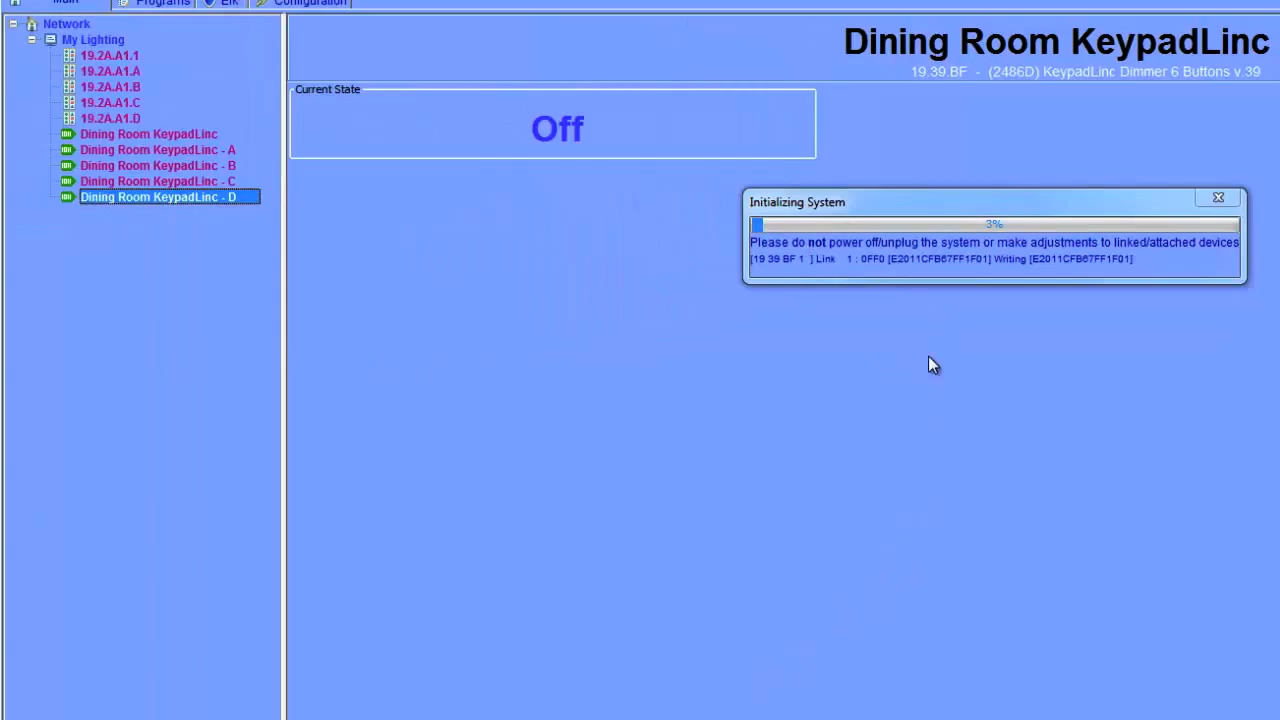 Main Programs Elk Configuration
Network
My Lighting
19.2A.A1.1
19.2A.A1.A
19.2A.A1.B
19.2A.A1.C
19.2A.A1.D
Dining Room KeypadLinc
Dining Room KeypadLinc - A
Dining Room KeypadLinc - B
Dining Room KeypadLinc - C
Dining Room KeypadLinc - D
Dining Room KeypadLinc
19.39.BF - (2486D) KeypadLinc Dimmer 6 Buttons v.39
Current State
Off
Initializing System
3%
Please do not power off/unplug the system or make adjustments to linked/attached devices
[19 39 BF 1 ] Link 1 : 0FF0 [E2011CFB67FF1F01] Writing [E2011CFB67FF1F01]